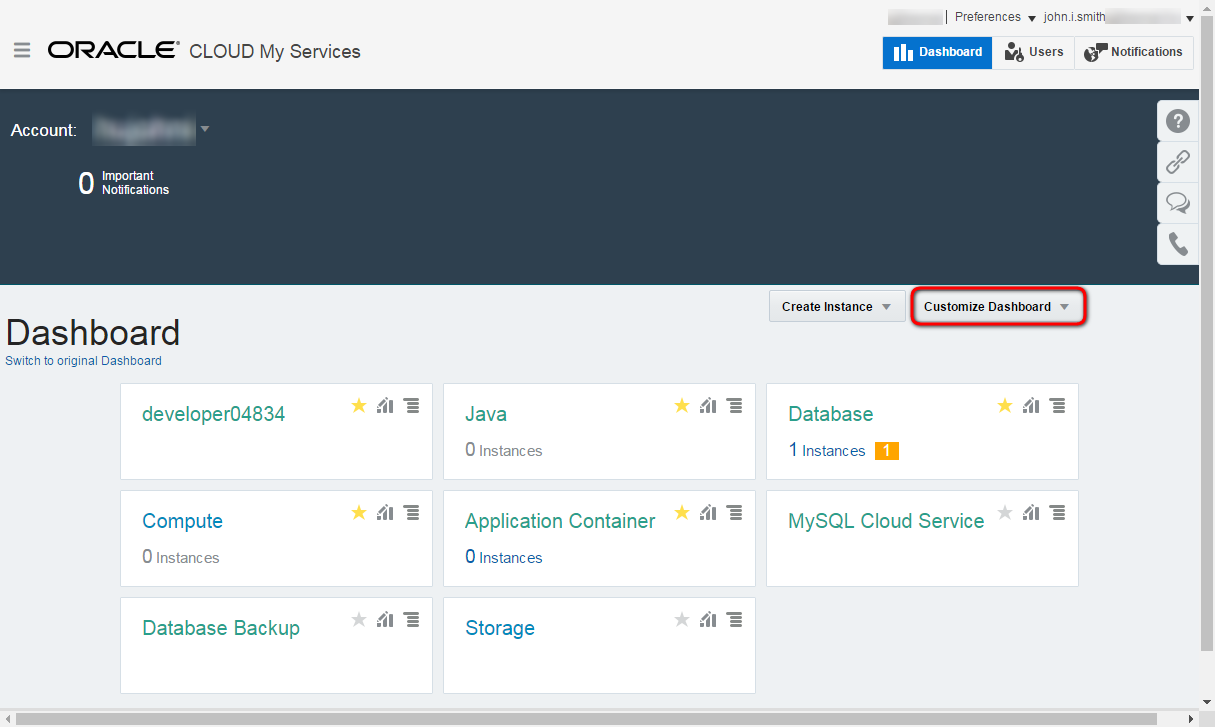 Preferences john.i.smith
ORACLE CLOUD My Services
Dashboard Users Notifications
Account:
0 Important Notifications
?
Create Instance Customize Dashboard
Dashboard
Switch to original Dashboard
developer04834
Java
0 Instances
Database
1 Instances 1
Compute
0 Instances
Application Container
0 Instances
MySQL Cloud Service
Database Backup
Storage